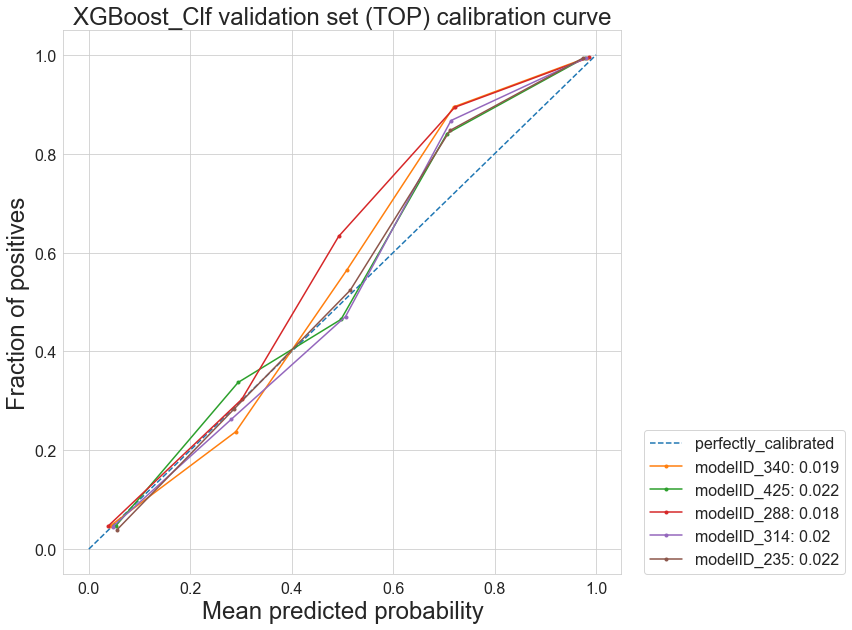 XGBoost_Clf validation set (TOP) calibration curve
Fraction of positives
1.0
0.8
0.6
0.4
0.2
0.0
0.0 0.2 0.4 0.6 0.8 1.0
Mean predicted probability
perfectly_calibrated
modelID_340: 0.019
modelID_425: 0.022
modelID_288: 0.018
modelID_314: 0.02
modelID_235: 0.022